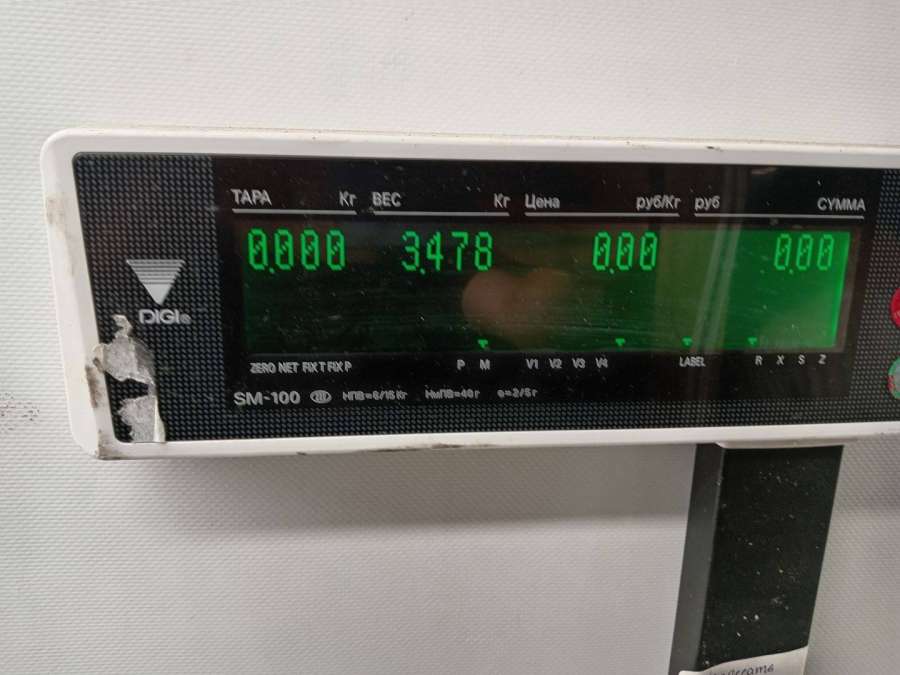 ТАРА Кг ВЕС Кг Цена руб/Кг руб СУММА
0.000 3.478 0.00 0.00
DIGI®
ZERO NET FIX T FIX P P M V1 V2 V3 V4 LABEL R X S Z
SM-100 III НПВ=6/15 Кг НмПВ=40 г е=2/5 г